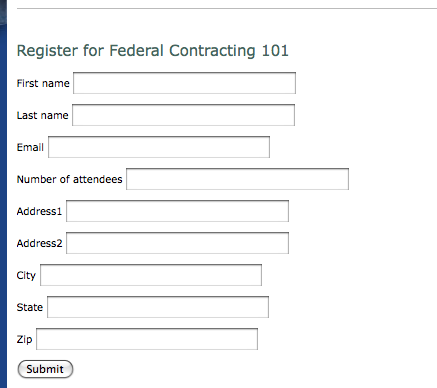 Register for Federal Contracting 101
First name
Last name
Email
Number of attendees
Address1
Address2
City
State
Zip
Submit